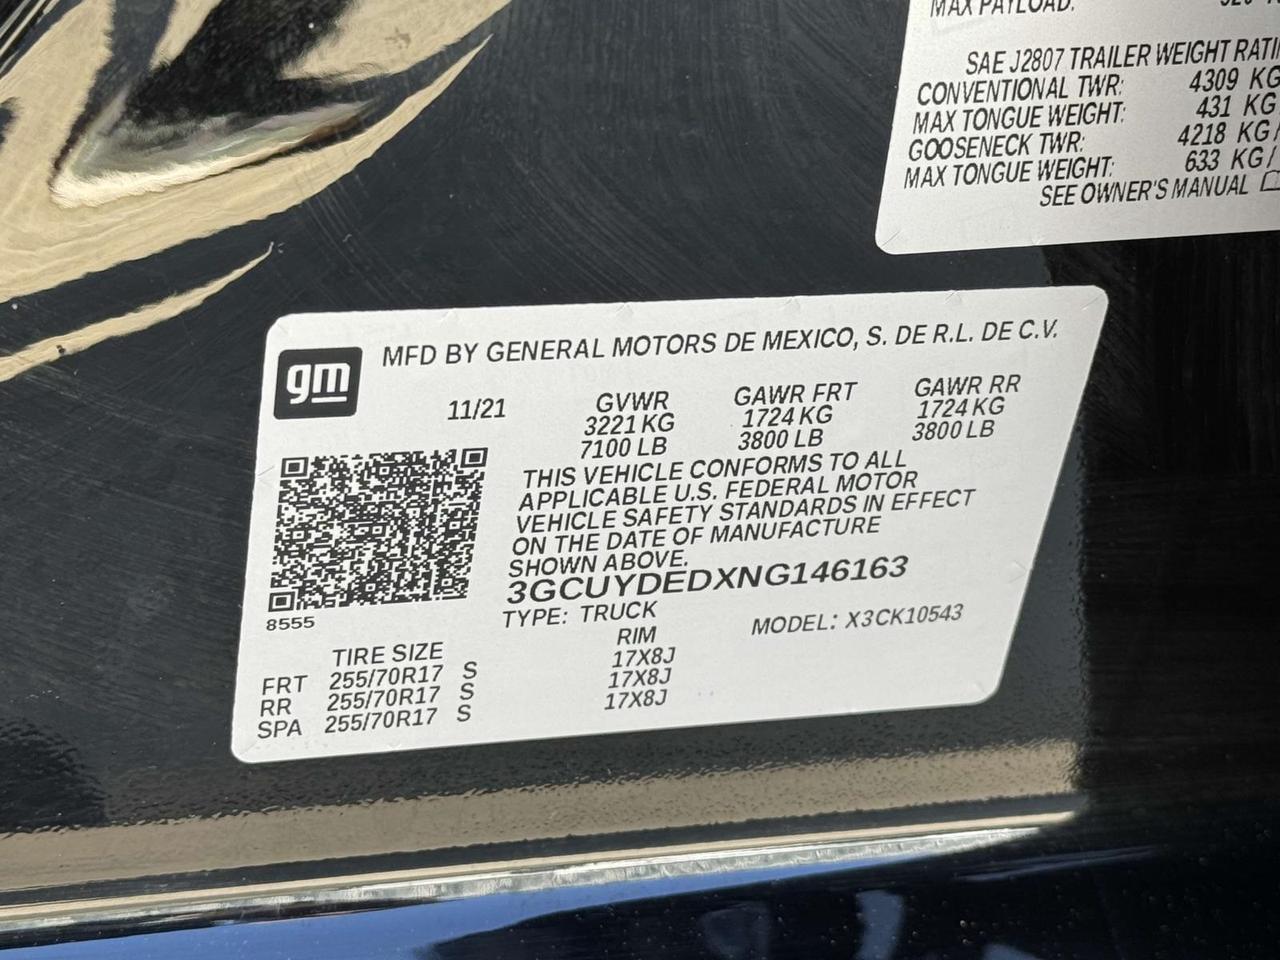 MAX PAYLOAD:
SAE J2807 TRAILER WEIGHT
CONVENTIONAL TWR: 4309 KG
MAX TONGUE WEIGHT: 431 KG
GOOSENECK TWR: 4218 KG/
MAX TONGUE WEIGHT: 633 KG/
SEE OWNER'S MANUAL
gm
MFD BY GENERAL MOTORS DE MEXICO, S. DE R.L. DE C.V.
11/21 GVWR GAWR FRT GAWR RR
3221 KG 1724 KG 1724 KG
7100 LB 3800 LB 3800 LB
THIS VEHICLE CONFORMS TO ALL
APPLICABLE U.S. FEDERAL MOTOR
VEHICLE SAFETY STANDARDS IN EFFECT
ON THE DATE OF MANUFACTURE
SHOWN ABOVE.
3GCUYDEDXNG146163
8555
TYPE: TRUCK MODEL: X3CK10543
TIRE SIZE RIM
FRT 255/70R17 S 17X8J
RR 255/70R17 S 17X8J
SPA 255/70R17 S 17X8J